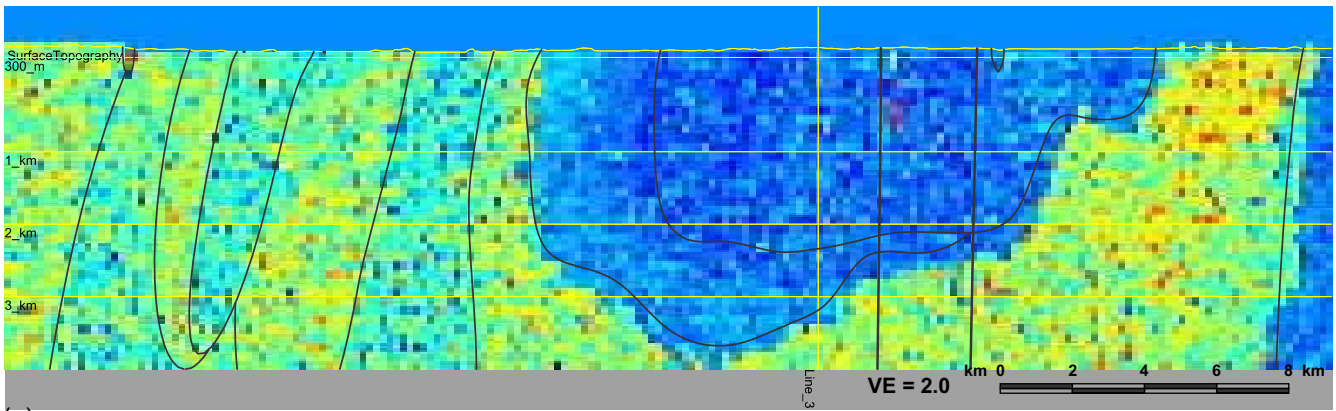 SurfaceTopography
300_m
1_km
2_km
3_km
Line_3
VE = 2.0
km 0 2 4 6 8 km